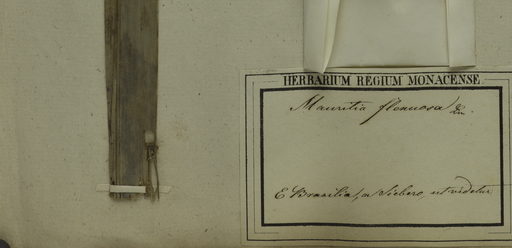 HERBARIUM REGIUM MONACENSE
Mauritia flexuosa
E Brasilia, a Siebero, ut videtur